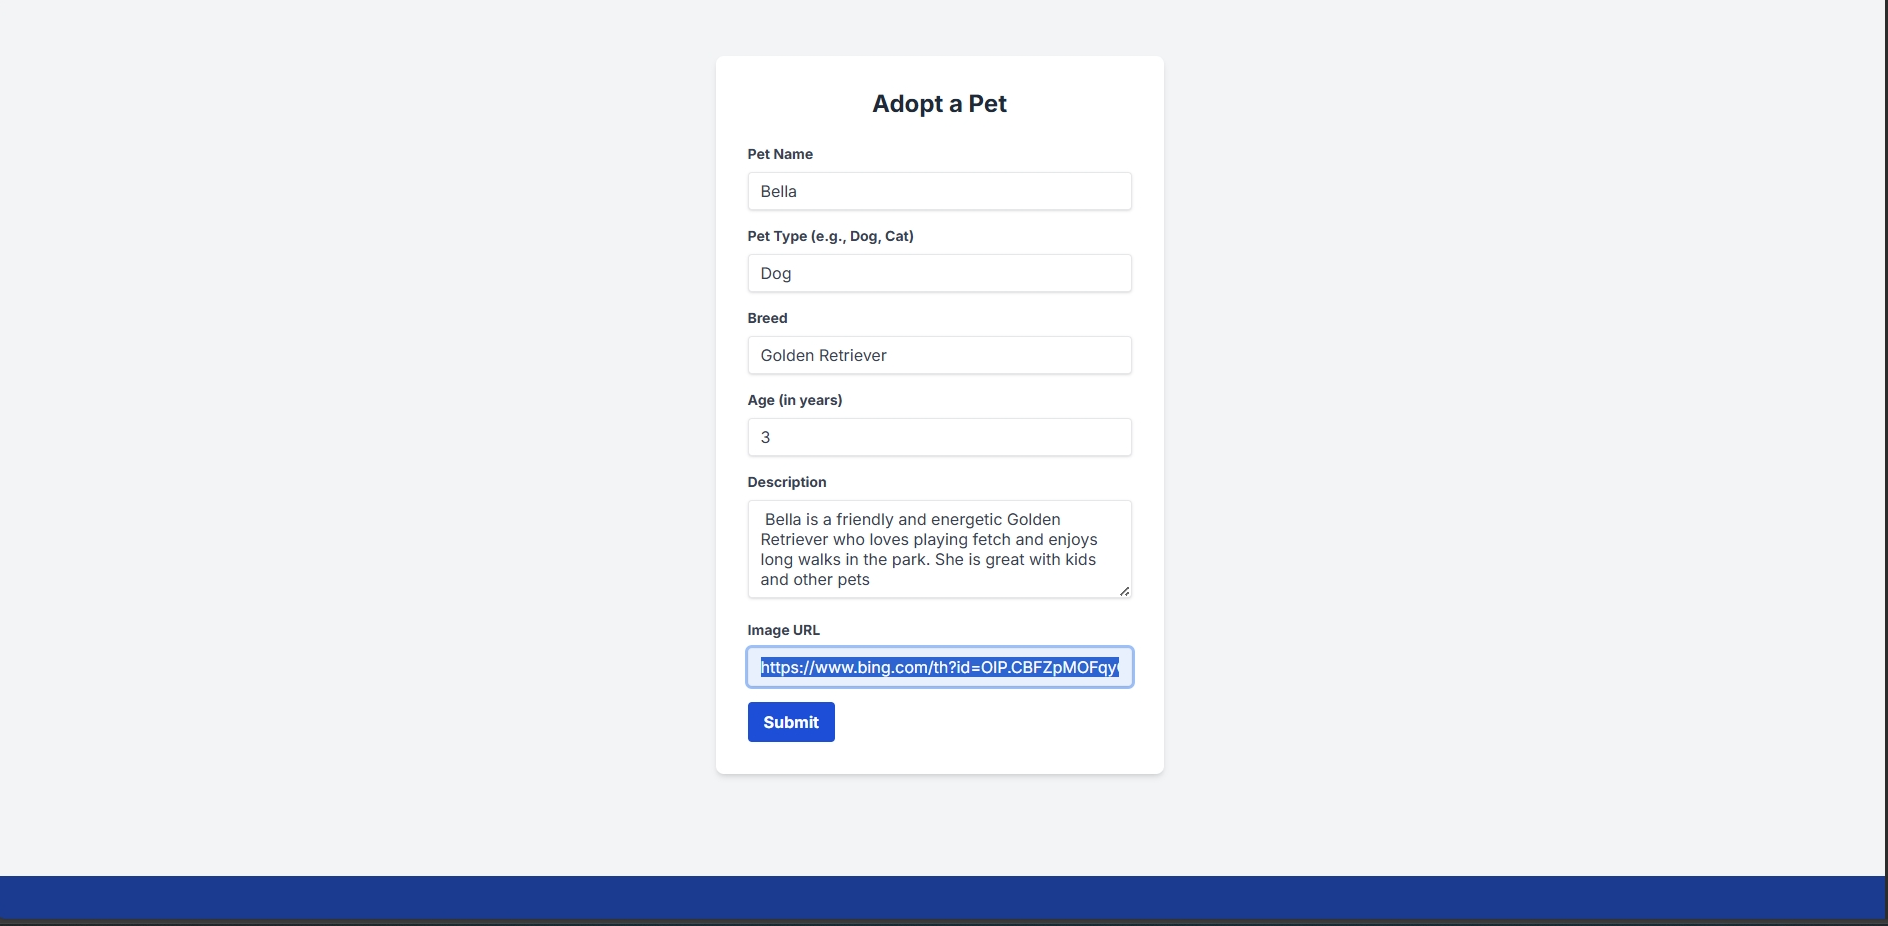 Adopt a Pet
Pet Name
Bella
Pet Type (e.g., Dog, Cat)
Dog
Breed
Golden Retriever
Age (in years)
3
Description
Bella is a friendly and energetic Golden
Retriever who loves playing fetch and enjoys
long walks in the park. She is great with kids
and other pets
Image URL
https://www.bing.com/th?id=OIP.CBFZpMOFqy
Submit